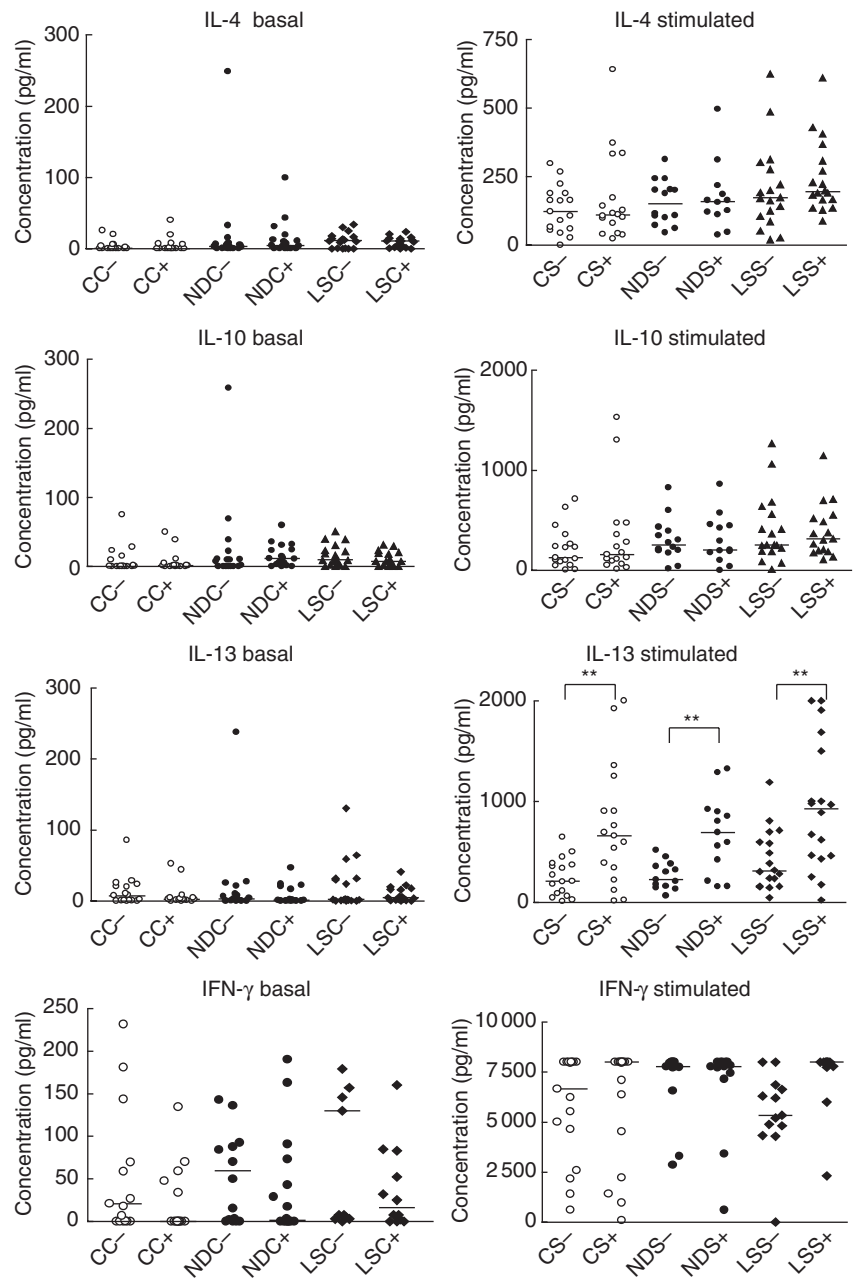 IL-4 basal
Concentration (pg/ml)
300
200
100
0
CC– CC+ NDC– NDC+ LSC– LSC+
IL-4 stimulated
Concentration (pg/ml)
750
500
250
0
CS– CS+ NDS– NDS+ LSS– LSS+
IL-10 basal
Concentration (pg/ml)
300
200
100
0
CC– CC+ NDC– NDC+ LSC– LSC+
IL-10 stimulated
Concentration (pg/ml)
2000
1000
0
CS– CS+ NDS– NDS+ LSS– LSS+
IL-13 basal
Concentration (pg/ml)
300
200
100
0
CC– CC+ NDC– NDC+ LSC– LSC+
IL-13 stimulated
** ** **
Concentration (pg/ml)
2000
1000
0
CS– CS+ NDS– NDS+ LSS– LSS+
IFN-γ basal
Concentration (pg/ml)
250
200
150
100
50
0
CC– CC+ NDC– NDC+ LSC– LSC+
IFN-γ stimulated
Concentration (pg/ml)
10 000
7500
5000
2500
0
CS– CS+ NDS– NDS+ LSS– LSS+